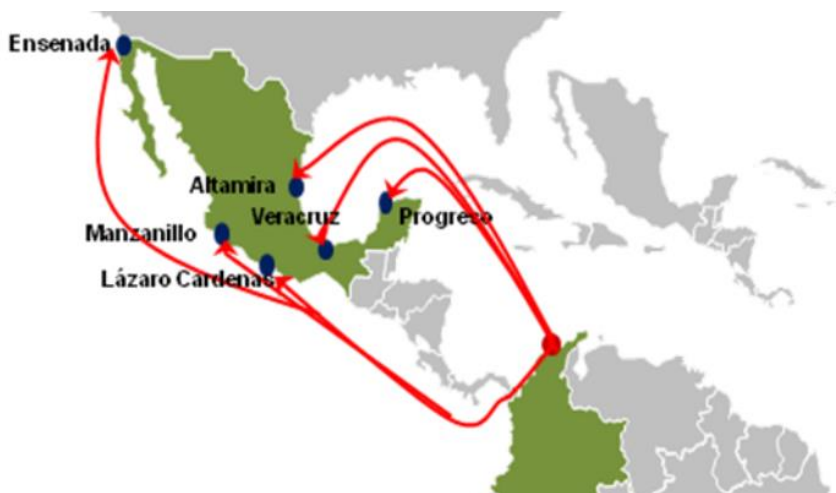 Ensenada
Altamira
Veracruz
Progreso
Manzanillo
Lázaro Cardenas